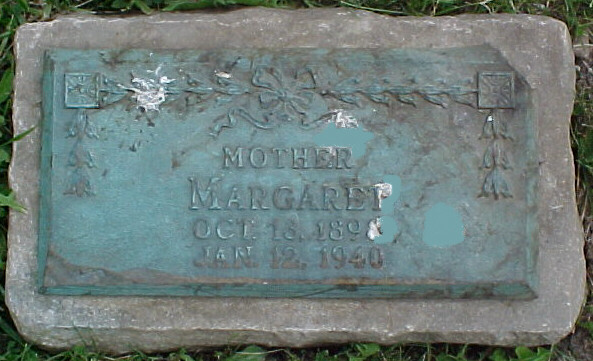 MOTHER
MARGARET
OCT. 18,
JAN. 12, 1940